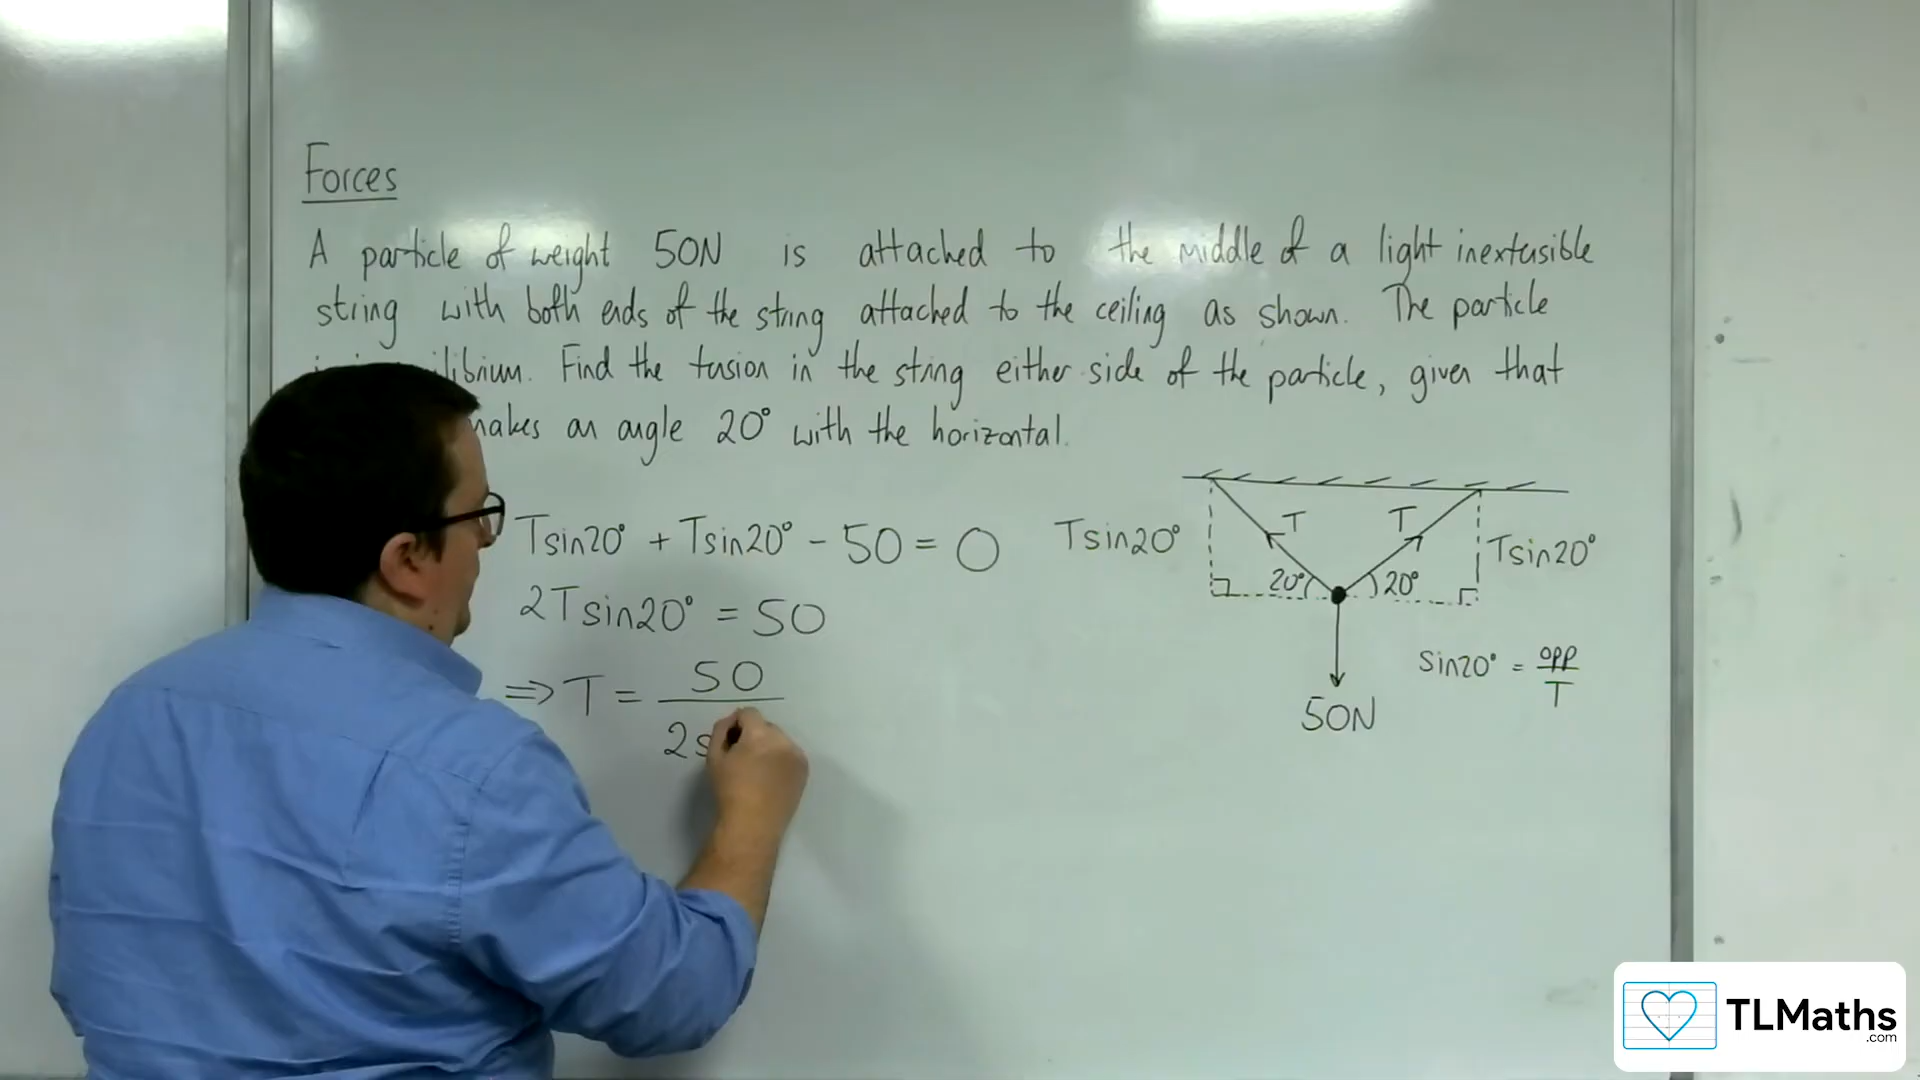 Forces
A particle of weight 50N is attached to the middle of a light inextensible
string with both ends of the string attached to the ceiling as shown. The particle
librium. Find the tension in the string either side of the particle, given that
makes an angle 20° with the horizontal.
Tsin20° + Tsin20° - 50 = 0
2Tsin20° = 50
⇒ T = 50
2s
Tsin20°
T
T
Tsin20°
20°
20°
50N
sin20° = opp
T
TLMaths
.com